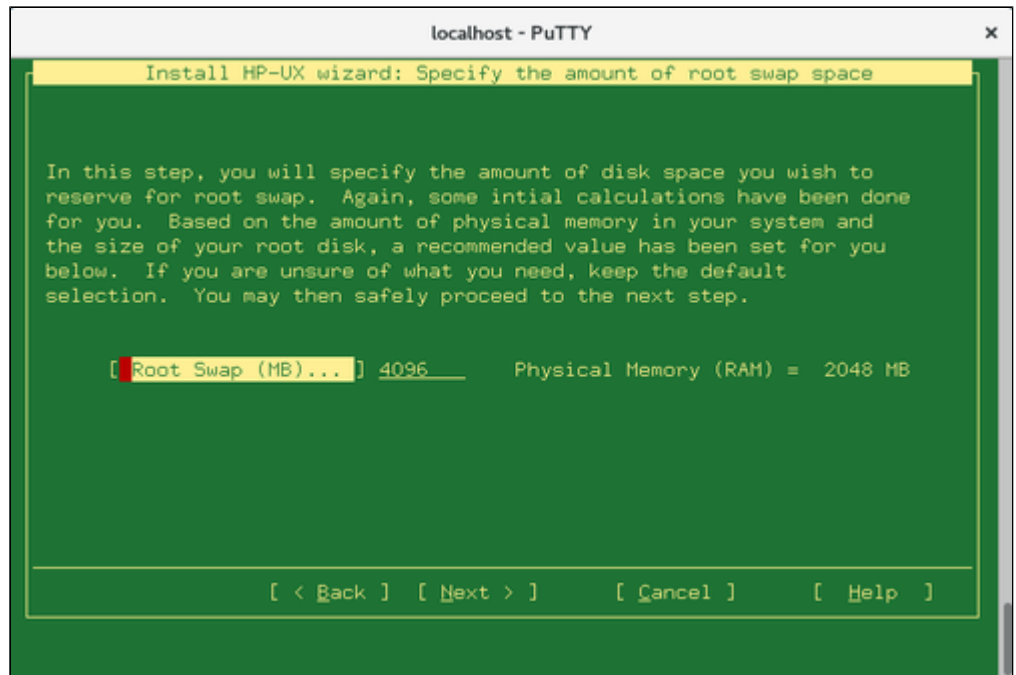 localhost - PuTTY ×
Install HP-UX wizard: Specify the amount of root swap space
In this step, you will specify the amount of disk space you wish to
reserve for root swap.  Again, some intial calculations have been done
for you.  Based on the amount of physical memory in your system and
the size of your root disk, a recommended value has been set for you
below.  If you are unsure of what you need, keep the default
selection.  You may then safely proceed to the next step.
[ Root Swap (MB)... ] 4096 Physical Memory (RAM) =  2048 MB
[ < Back ]  [ Next > ] [ Cancel ] [  Help  ]